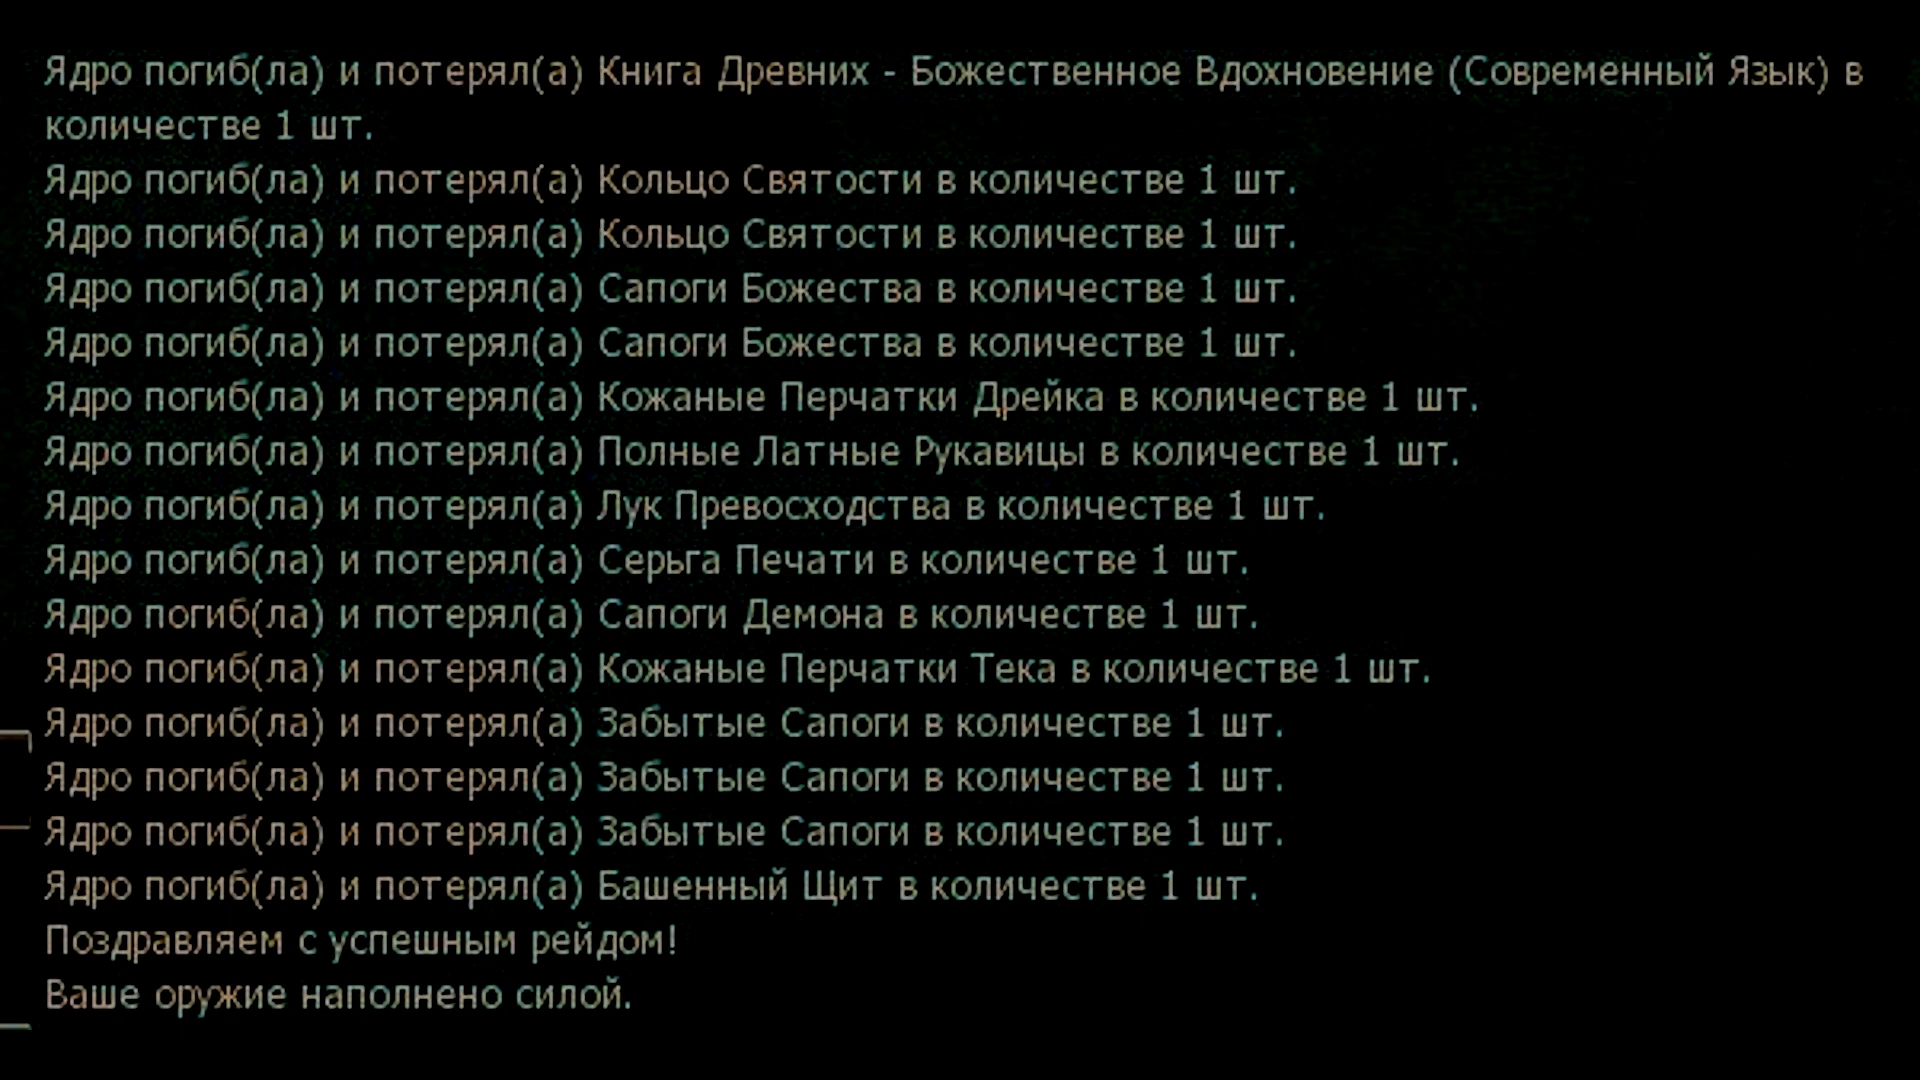 Ядро погиб(ла) и потерял(а) Книга Древних - Божественное Вдохновение (Современный Язык) в
количестве 1 шт.
Ядро погиб(ла) и потерял(а) Кольцо Святости в количестве 1 шт.
Ядро погиб(ла) и потерял(а) Кольцо Святости в количестве 1 шт.
Ядро погиб(ла) и потерял(а) Сапоги Божества в количестве 1 шт.
Ядро погиб(ла) и потерял(а) Сапоги Божества в количестве 1 шт.
Ядро погиб(ла) и потерял(а) Кожаные Перчатки Дрейка в количестве 1 шт.
Ядро погиб(ла) и потерял(а) Полные Латные Рукавицы в количестве 1 шт.
Ядро погиб(ла) и потерял(а) Лук Превосходства в количестве 1 шт.
Ядро погиб(ла) и потерял(а) Серьга Печати в количестве 1 шт.
Ядро погиб(ла) и потерял(а) Сапоги Демона в количестве 1 шт.
Ядро погиб(ла) и потерял(а) Кожаные Перчатки Тека в количестве 1 шт.
Ядро погиб(ла) и потерял(а) Забытые Сапоги в количестве 1 шт.
Ядро погиб(ла) и потерял(а) Забытые Сапоги в количестве 1 шт.
Ядро погиб(ла) и потерял(а) Забытые Сапоги в количестве 1 шт.
Ядро погиб(ла) и потерял(а) Башенный Щит в количестве 1 шт.
Поздравляем с успешным рейдом!
Ваше оружие наполнено силой.